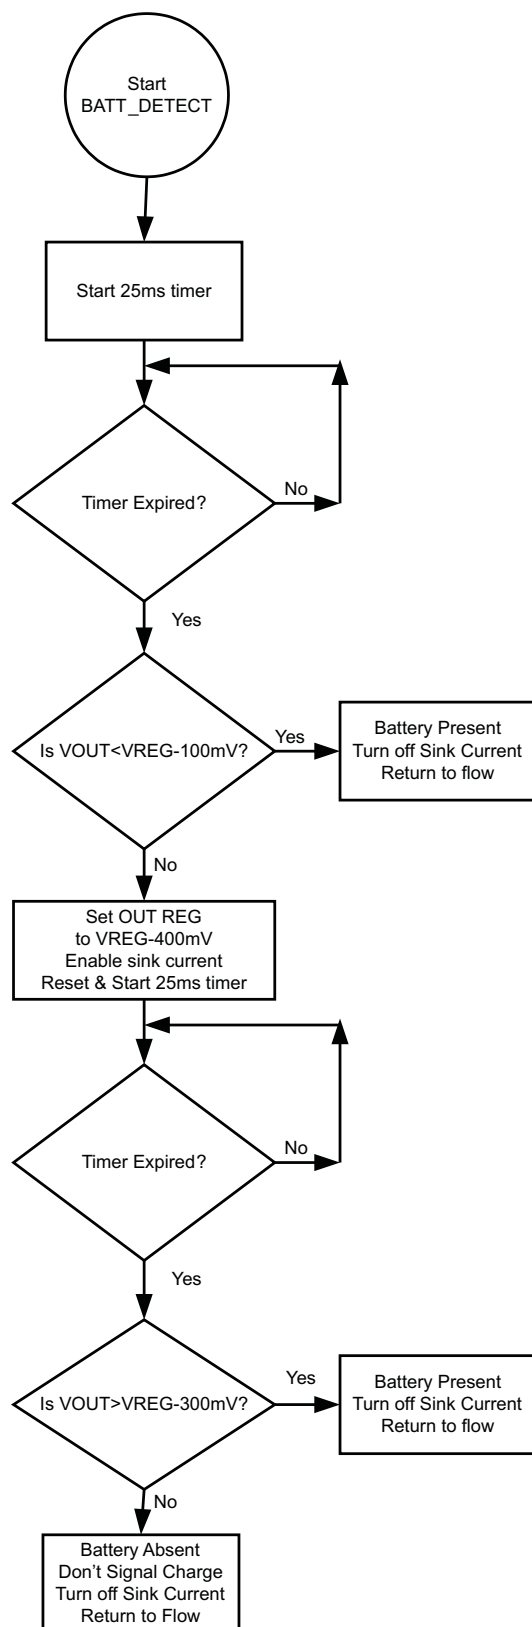 Start
BATT_DETECT
Start 25ms timer
Timer Expired?
No
Yes
Is VOUT<VREG-100mV?
Yes
Battery Present
Turn off Sink Current
Return to flow
No
Set OUT REG
to VREG-400mV
Enable sink current
Reset & Start 25ms timer
Timer Expired?
No
Yes
Is VOUT>VREG-300mV?
Yes
Battery Present
Turn off Sink Current
Return to flow
No
Battery Absent
Don't Signal Charge
Turn off Sink Current
Return to Flow